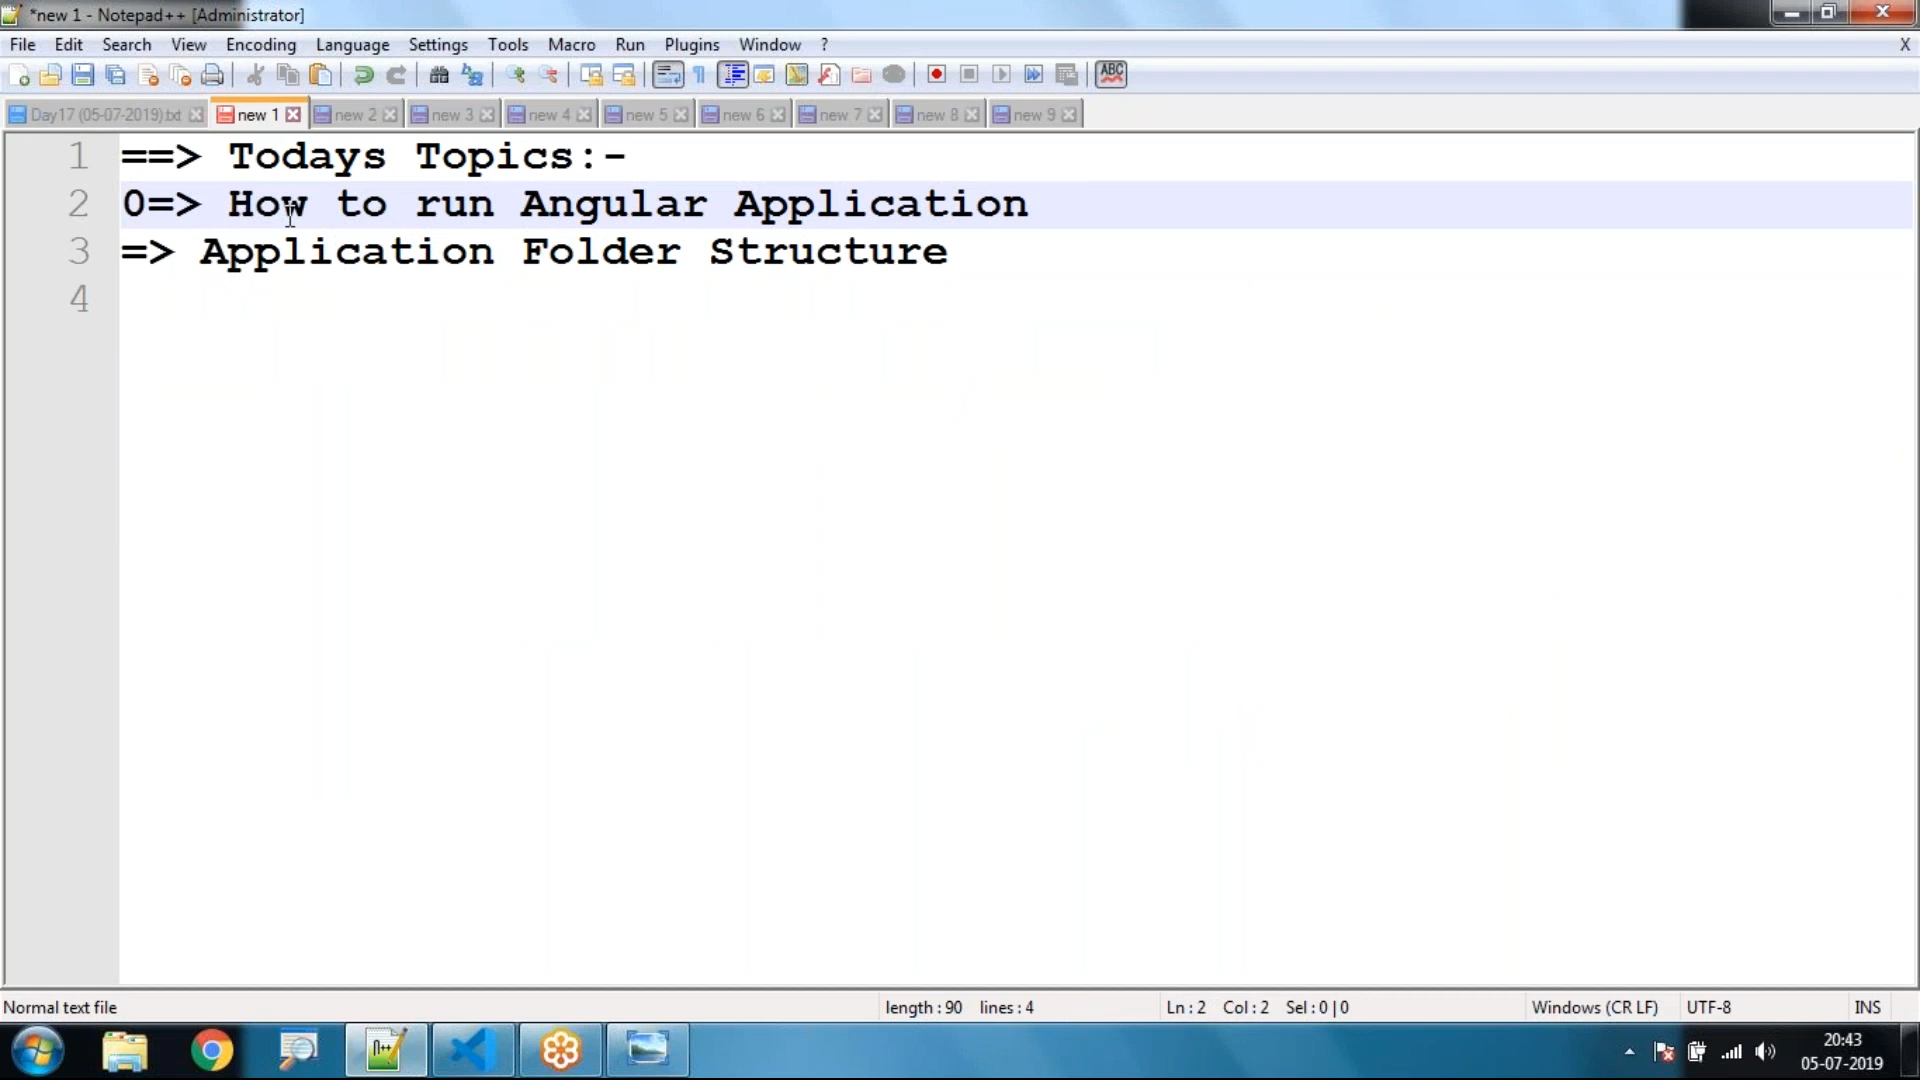 *new 1 - Notepad++ [Administrator]
File Edit Search View Encoding Language Settings Tools Macro Run Plugins Window ? X
ABC
Day17 (05-07-2019).txt new 1 new 2 new 3 new 4 new 5 new 6 new 7 new 8 new 9
1 ==> Todays Topics:-
2 0=> How to run Angular Application
3 => Application Folder Structure
4
Normal text file length : 90 lines : 4 Ln : 2 Col : 2 Sel : 0 | 0 Windows (CR LF) UTF-8 INS
20:43
05-07-2019